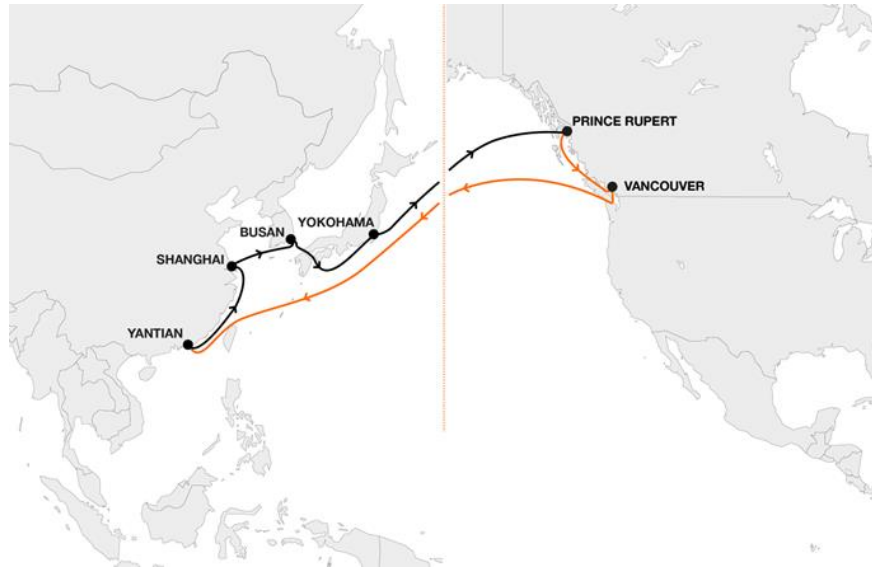 PRINCE RUPERT
VANCOUVER
YOKOHAMA
BUSAN
SHANGHAI
YANTIAN